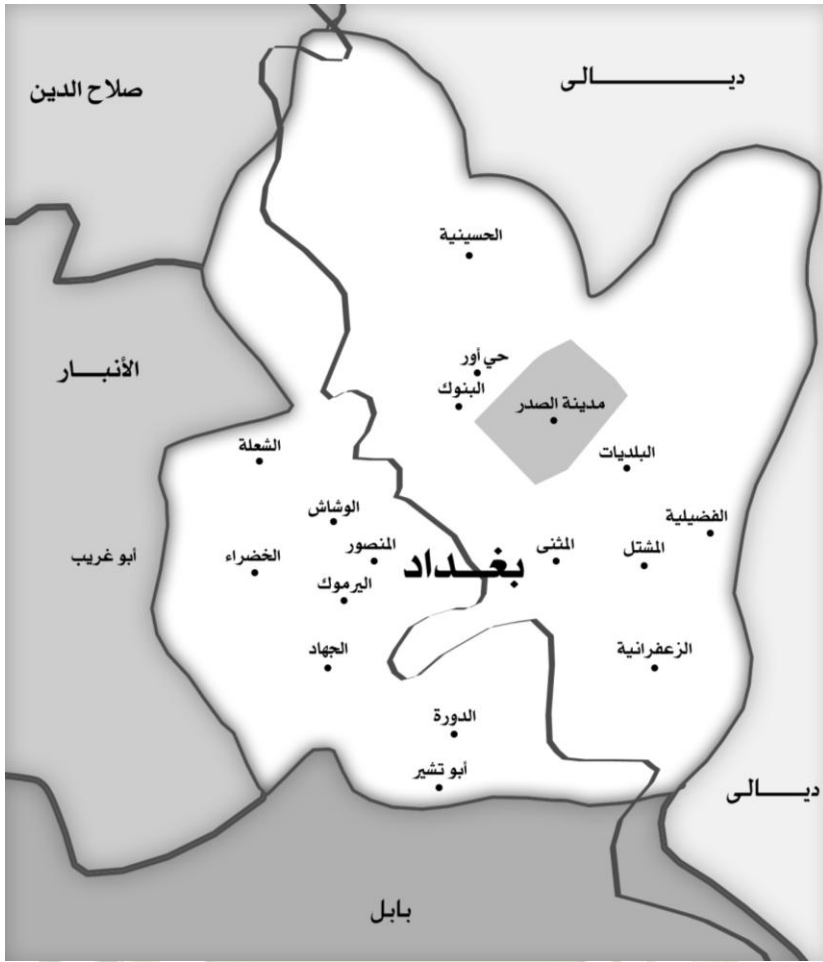 ديـــالى
صلاح الدين
الحسينية
حي أور
الأنبـــار
البنوك
مدينة الصدر
الشعلة
البلديات
الوشاش
الفضيلية
المنصور
المثنى
المشتل
أبو غريب
الخضراء
بغـــداد
اليرموك
الجهاد
الزعفرانية
الدورة
أبو تشير
ديـــالى
بابل